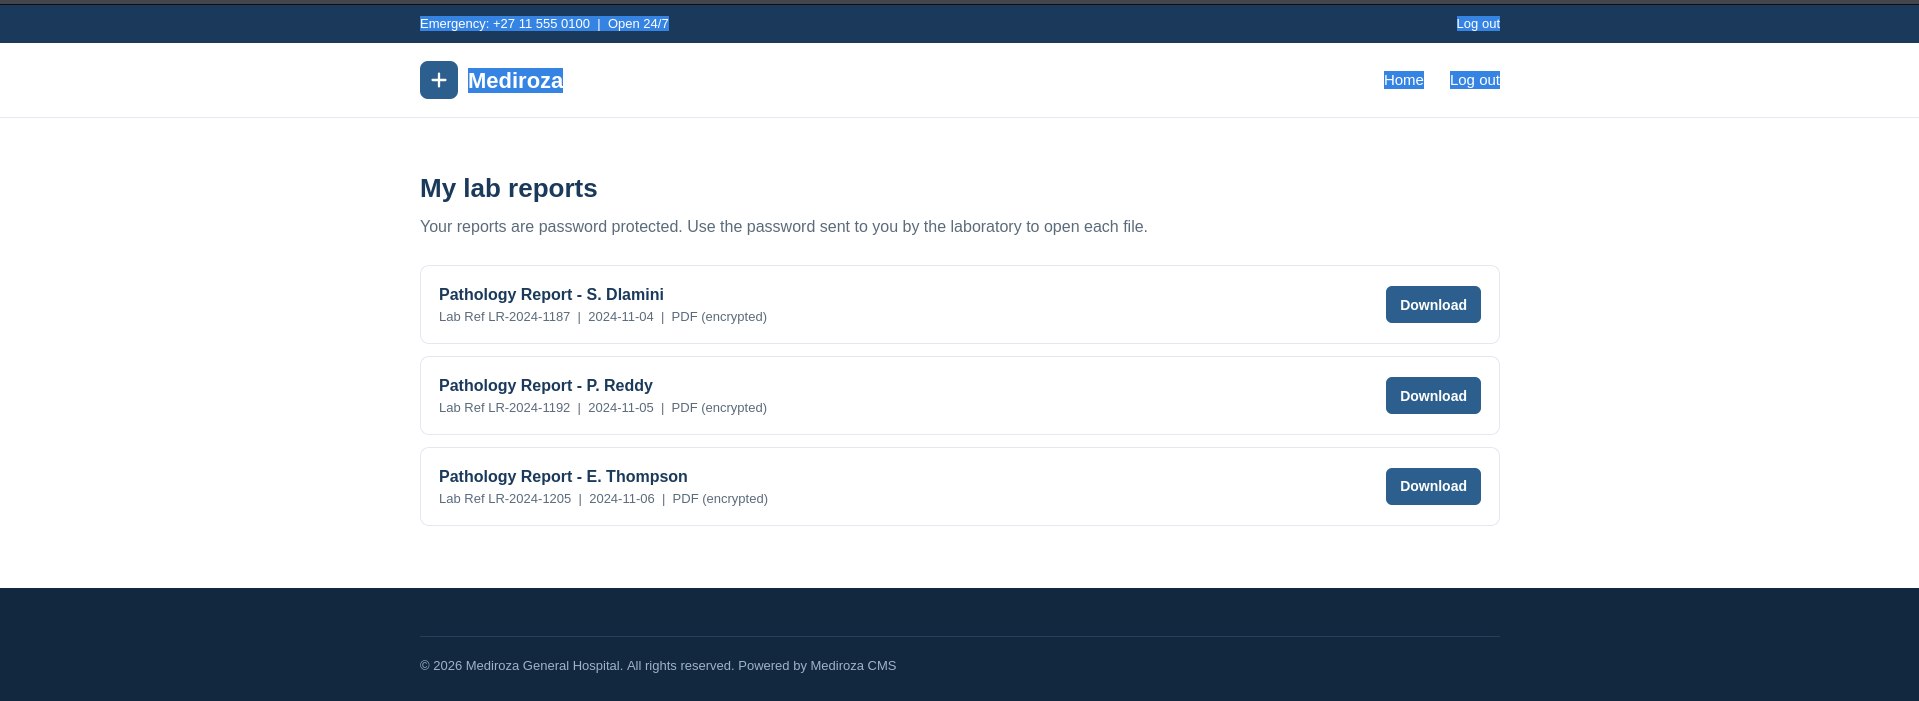 Emergency: +27 11 555 0100 | Open 24/7 Log out
Mediroza Home Log out
My lab reports
Your reports are password protected. Use the password sent to you by the laboratory to open each file.
Pathology Report - S. Dlamini
Lab Ref LR-2024-1187 | 2024-11-04 | PDF (encrypted)
Download
Pathology Report - P. Reddy
Lab Ref LR-2024-1192 | 2024-11-05 | PDF (encrypted)
Download
Pathology Report - E. Thompson
Lab Ref LR-2024-1205 | 2024-11-06 | PDF (encrypted)
Download
© 2026 Mediroza General Hospital. All rights reserved. Powered by Mediroza CMS